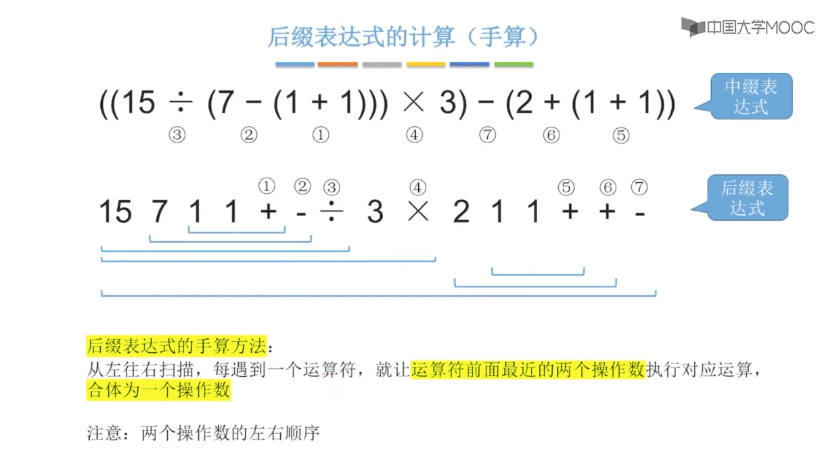 后缀表达式的计算（手算）
中国大学MOOC
((15 ÷ (7 − (1 + 1))) × 3) − (2 + (1 + 1))
中缀表
达式
③ ② ① ④ ⑦ ⑥ ⑤
① ② ③ ④ ⑤ ⑥ ⑦
15 7 1 1 + - ÷ 3 × 2 1 1 + + -
后缀表
达式
后缀表达式的手算方法：
从左往右扫描，每遇到一个运算符，就让运算符前面最近的两个操作数执行对应运算，
合体为一个操作数
注意：两个操作数的左右顺序